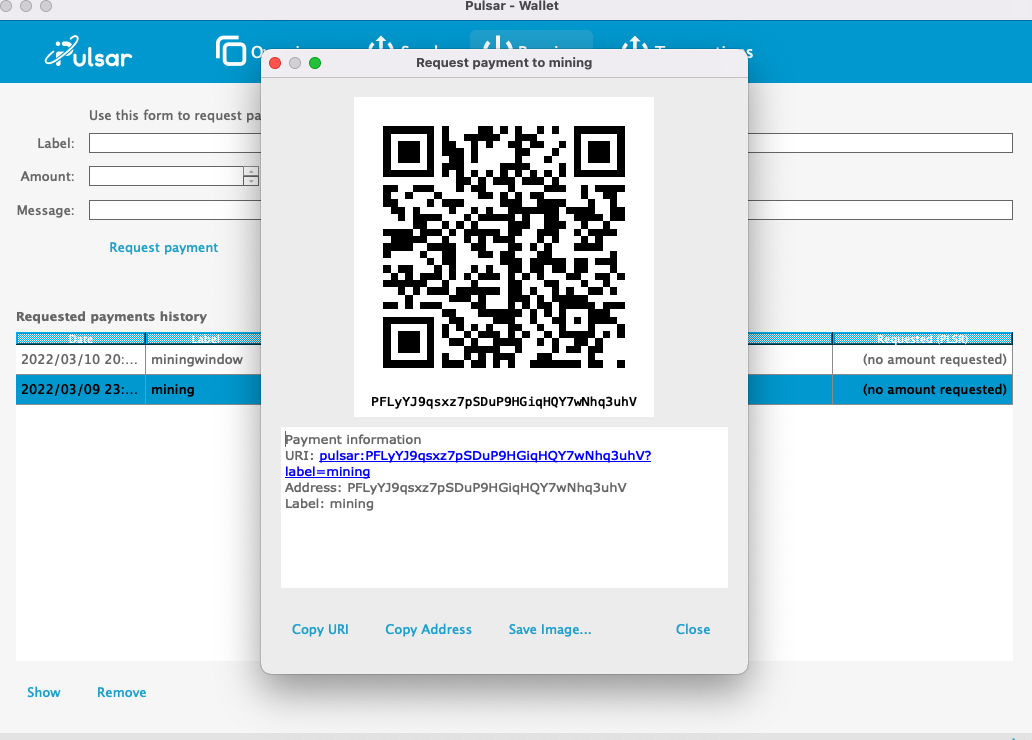 Pulsar - Wallet
Pulsar
Request payment to mining
Use this form to request pa
Label:
Amount:
Message:
Request payment
Requested payments history
Date Label Requested (PLSR)
2022/03/10 20:... miningwindow (no amount requested)
2022/03/09 23:... mining (no amount requested)
PFLyYJ9qsxz7pSDuP9HGiqHQY7wNhq3uhV
Payment information
URI: pulsar:PFLyYJ9qsxz7pSDuP9HGiqHQY7wNhq3uhV?
label=mining
Address: PFLyYJ9qsxz7pSDuP9HGiqHQY7wNhq3uhV
Label: mining
Copy URI Copy Address Save Image... Close
Show Remove